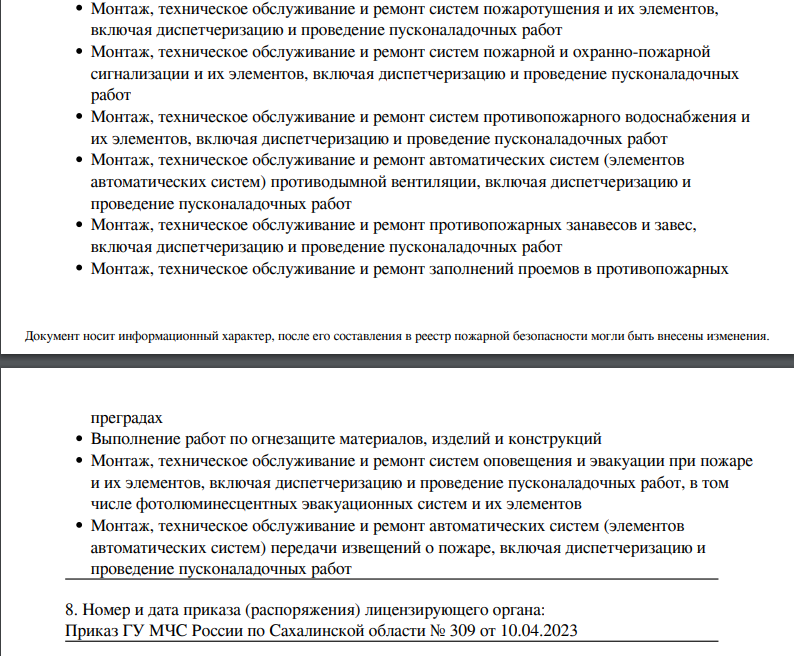 • Монтаж, техническое обслуживание и ремонт систем пожаротушения и их элементов,
включая диспетчеризацию и проведение пусконаладочных работ
• Монтаж, техническое обслуживание и ремонт систем пожарной и охранно-пожарной
сигнализации и их элементов, включая диспетчеризацию и проведение пусконаладочных
работ
• Монтаж, техническое обслуживание и ремонт систем противопожарного водоснабжения и
их элементов, включая диспетчеризацию и проведение пусконаладочных работ
• Монтаж, техническое обслуживание и ремонт автоматических систем (элементов
автоматических систем) противодымной вентиляции, включая диспетчеризацию и
проведение пусконаладочных работ
• Монтаж, техническое обслуживание и ремонт противопожарных занавесов и завес,
включая диспетчеризацию и проведение пусконаладочных работ
• Монтаж, техническое обслуживание и ремонт заполнений проемов в противопожарных
Документ носит информационный характер, после его составления в реестр пожарной безопасности могли быть внесены изменения.
преградах
• Выполнение работ по огнезащите материалов, изделий и конструкций
• Монтаж, техническое обслуживание и ремонт систем оповещения и эвакуации при пожаре
и их элементов, включая диспетчеризацию и проведение пусконаладочных работ, в том
числе фотолюминесцентных эвакуационных систем и их элементов
• Монтаж, техническое обслуживание и ремонт автоматических систем (элементов
автоматических систем) передачи извещений о пожаре, включая диспетчеризацию и
проведение пусконаладочных работ
8. Номер и дата приказа (распоряжения) лицензирующего органа:
Приказ ГУ МЧС России по Сахалинской области № 309 от 10.04.2023